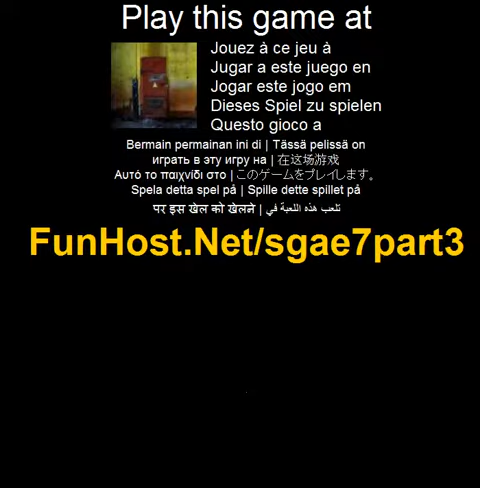 Play this game at
Jouez à ce jeu à
Jugar a este juego en
Jogar este jogo em
Dieses Spiel zu spielen
Questo gioco a
Bermain permainan ini di | Tässä pelissä on
играть в эту игру на | 在这场游戏
Αυτό το παιχνίδι στο | このゲームをプレイします。
Spela detta spel på | Spille dette spillet på
पर इस खेल को खेलने | تلعب هذه اللعبة في
FunHost.Net/sgae7part3